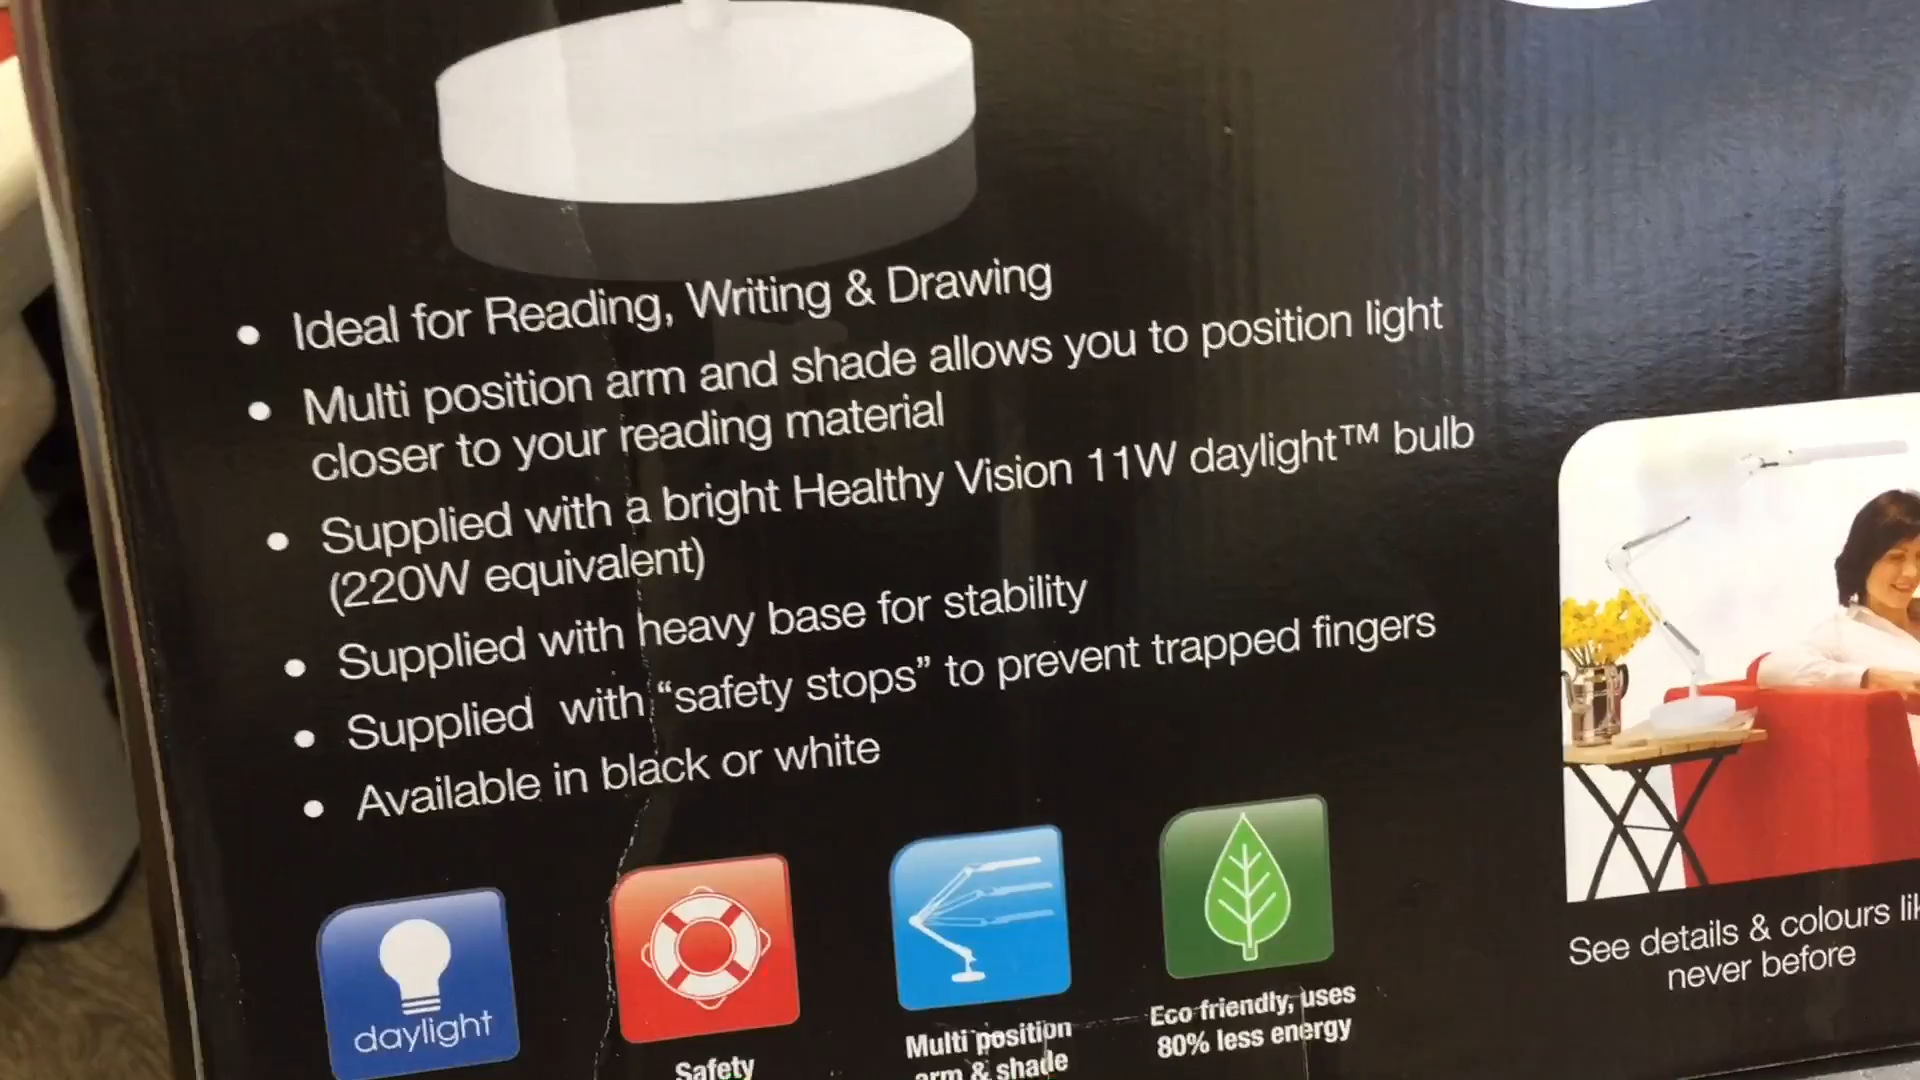 • Ideal for Reading, Writing & Drawing
• Multi position arm and shade allows you to position light
closer to your reading material
• Supplied with a bright Healthy Vision 11W daylight™ bulb
(220W equivalent)
• Supplied with heavy base for stability
• Supplied with “safety stops” to prevent trapped fingers
• Available in black or white
daylight
Safety
Multi position
arm & shade
Eco friendly, uses
80% less energy
See details & colours
never before